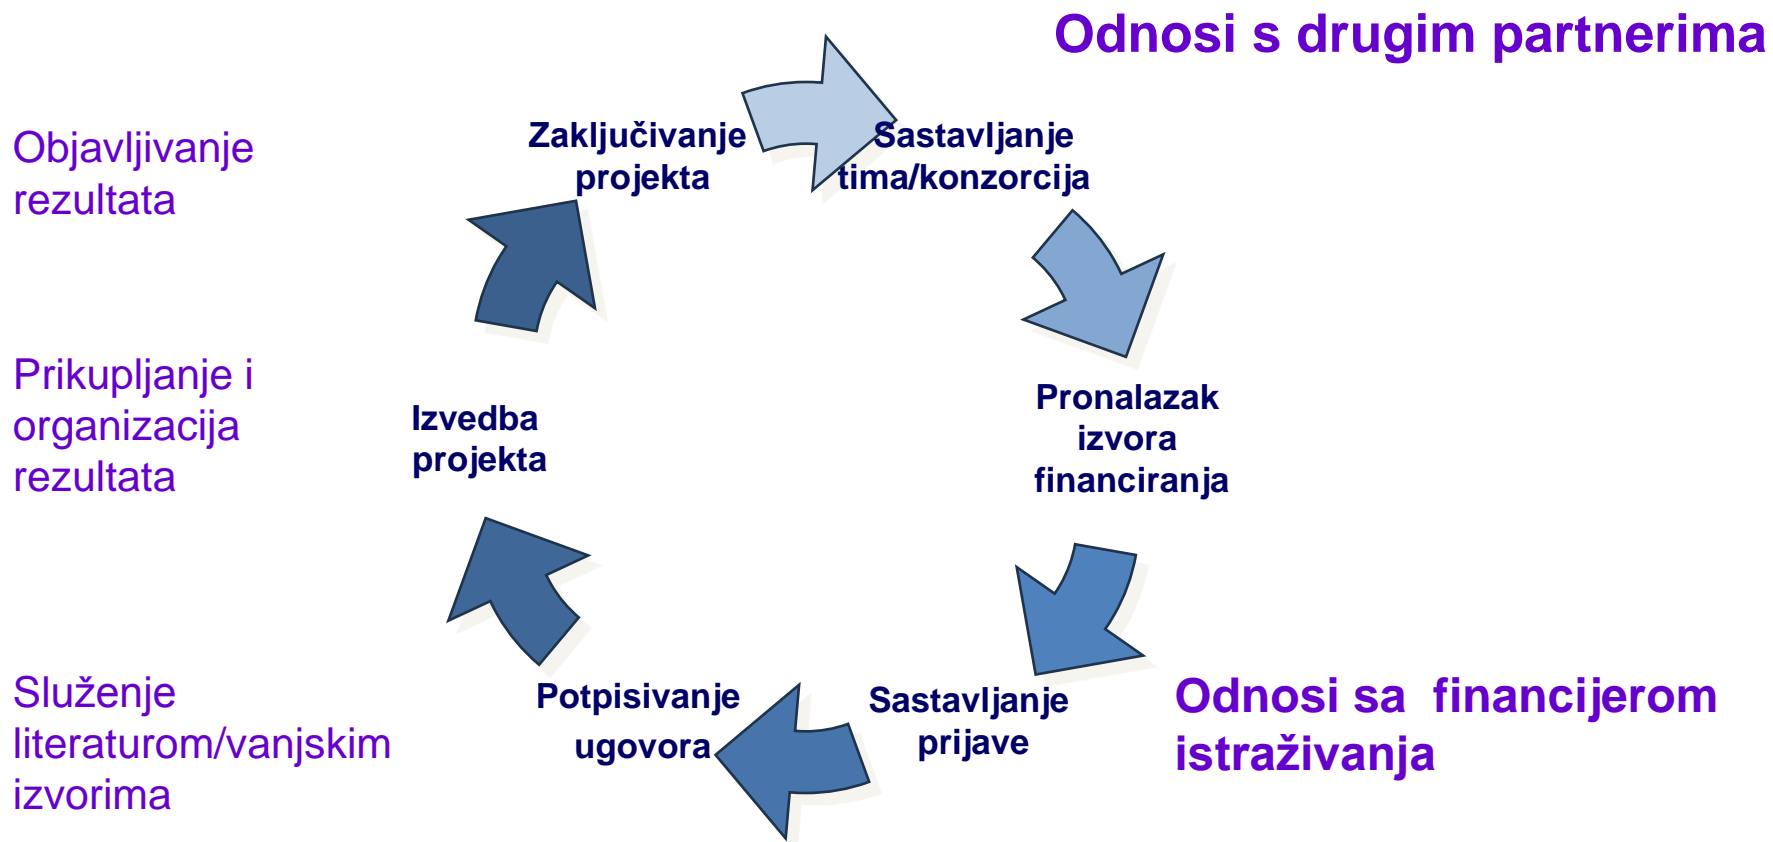 Odnosi s drugim partnerima
Objavljivanje
rezultata
Zaključivanje
projekta
Sastavljanje
tima/konzorcija
Prikupljanje i
organizacija
rezultata
Izvedba
projekta
Pronalazak
izvora
financiranja
Služenje
literaturom/vanjskim
izvorima
Potpisivanje
ugovora
Sastavljanje
prijave
Odnosi sa  financijerom
istraživanja